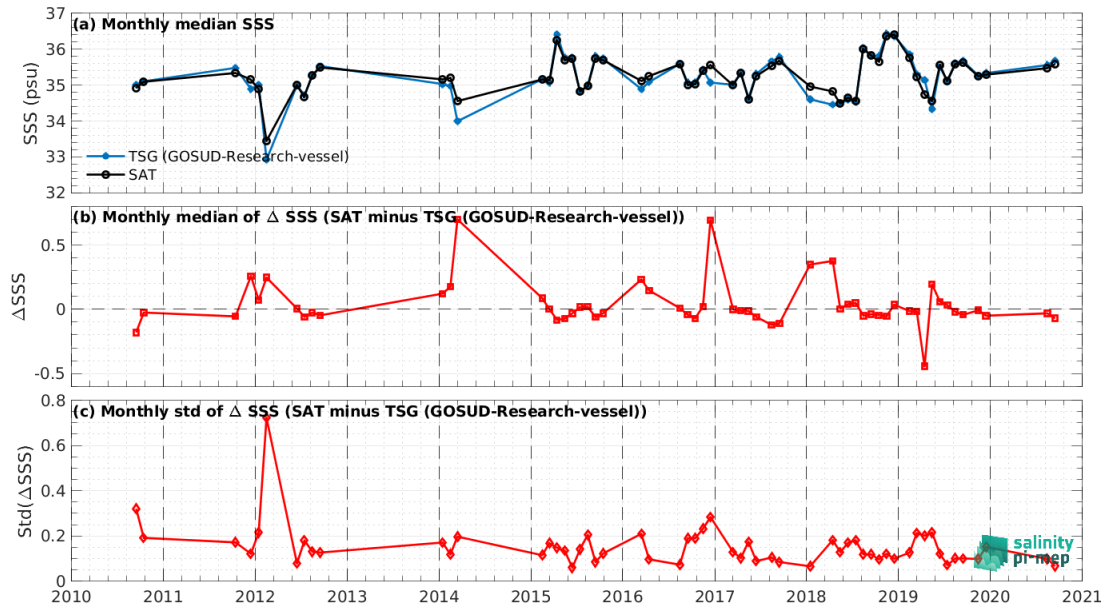 (a) Monthly median SSS
37
36
35
34
33
32
SSS (psu)
TSG (GOSUD-Research-vessel)
SAT
(b) Monthly median of Δ SSS (SAT minus TSG (GOSUD-Research-vessel))
0.5
0
-0.5
ΔSSS
(c) Monthly std of Δ SSS (SAT minus TSG (GOSUD-Research-vessel))
0.8
0.6
0.4
0.2
0
Std(ΔSSS)
salinity
pi-mep
2010 2011 2012 2013 2014 2015 2016 2017 2018 2019 2020 2021